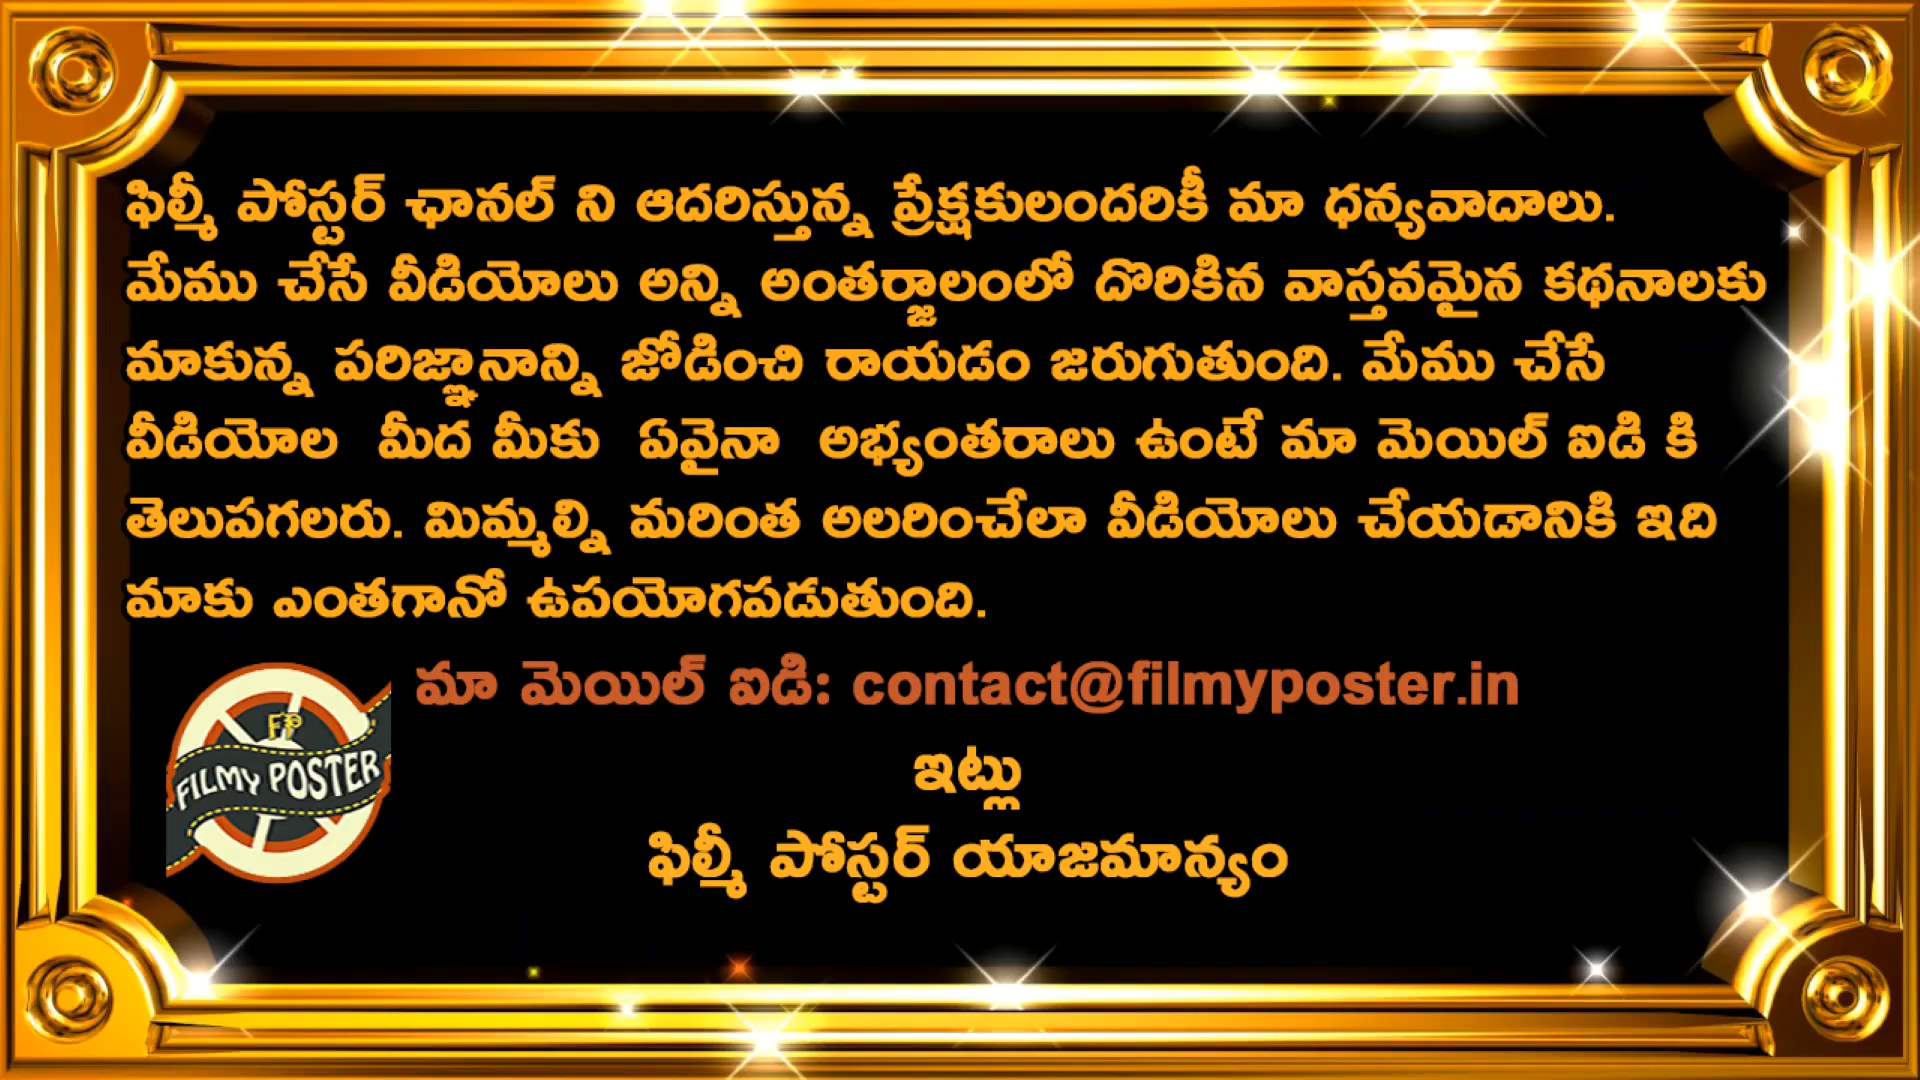 ఫిల్మీ పోస్టర్ ఛానల్ ని ఆదరిస్తున్న ప్రేక్షకులందరికీ మా ధన్యవాదాలు.
మేము చేసే వీడియోలు అన్ని అంతర్జాలంలో దొరికిన వాస్తవమైన కథనాలకు
మాకున్న పరిజ్ఞానాన్ని జోడించి రాయడం జరుగుతుంది. మేము చేసే
వీడియోల మీద మీకు ఏవైనా అభ్యంతరాలు ఉంటే మా మెయిల్ ఐడి కి
తెలుపగలరు. మిమ్మల్ని మరింత అలరించేలా వీడియోలు చేయడానికి ఇది
మాకు ఎంతగానో ఉపయోగపడుతుంది.
మా మెయిల్ ఐడి: contact@filmyposter.in
FP
FILMY POSTER
ఇట్లు
ఫిల్మీ పోస్టర్ యాజమాన్యం